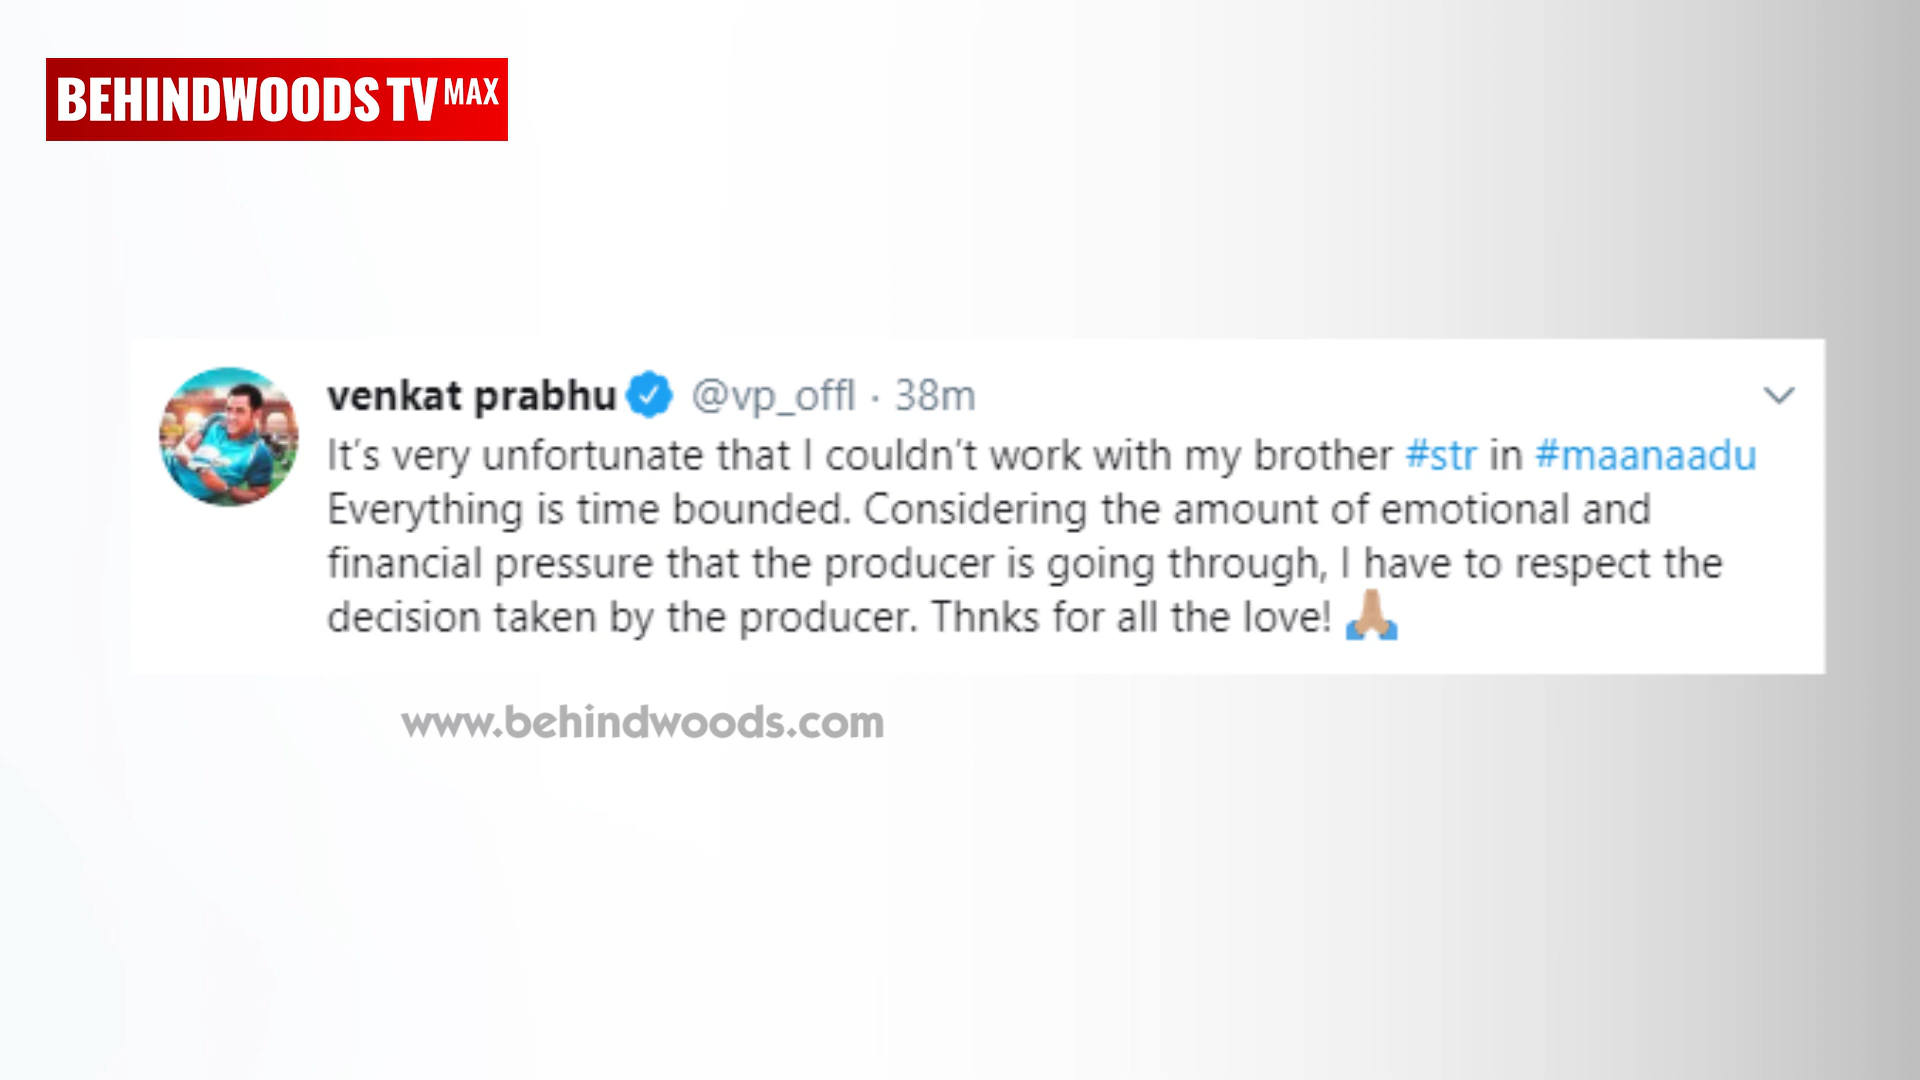 BEHINDWOODS TV MAX
venkat prabhu @vp_offl · 38m
It's very unfortunate that I couldn't work with my brother #str in #maanaadu
Everything is time bounded. Considering the amount of emotional and
financial pressure that the producer is going through, I have to respect the
decision taken by the producer. Thnks for all the love! 🙏🏽
www.behindwoods.com